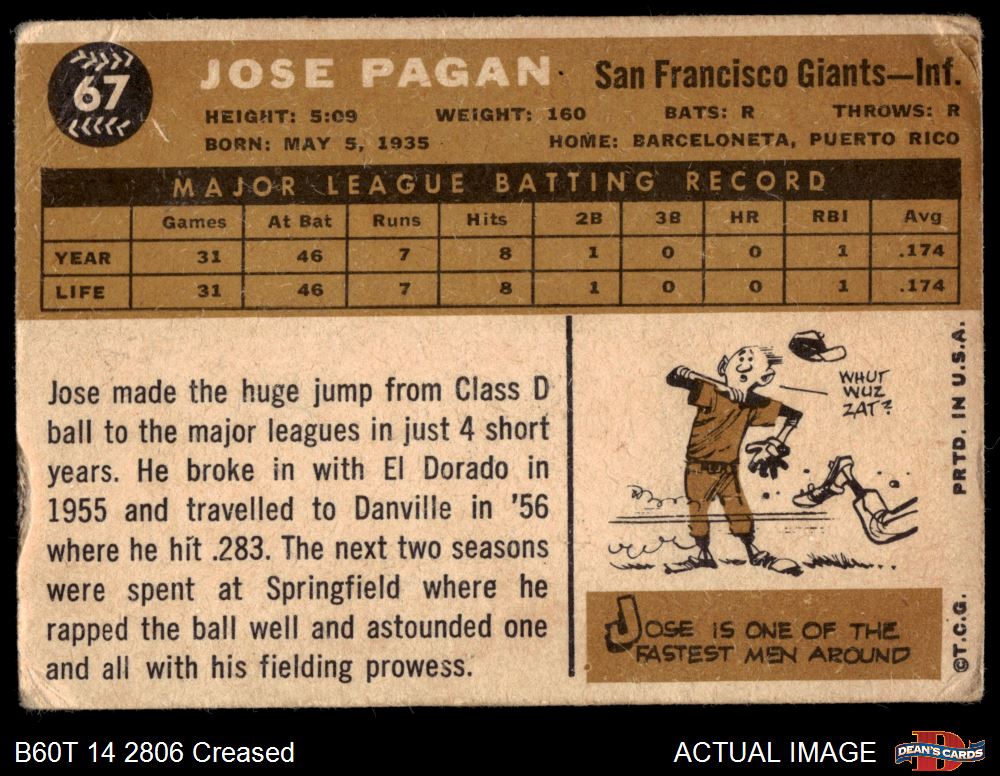 67
JOSE PAGAN
San Francisco Giants—Inf.
HEIGHT: 5:09 WEIGHT: 160 BATS: R THROWS: R
BORN: MAY 5, 1935 HOME: BARCELONETA, PUERTO RICO
MAJOR LEAGUE BATTING RECORD
Games At Bat Runs Hits 2B 3B HR RBI Avg
YEAR 31 46 7 8 1 0 0 1 .174
LIFE 31 46 7 8 1 0 0 1 .174
Jose made the huge jump from Class D
ball to the major leagues in just 4 short
years. He broke in with El Dorado in
1955 and travelled to Danville in '56
where he hit .283. The next two seasons
were spent at Springfield where he
rapped the ball well and astounded one
and all with his fielding prowess.
WHUT
WUZ
ZAT?
JOSE IS ONE OF THE
FASTEST MEN AROUND
PRTD. IN U.S.A.
©T.C.G.
B60T 14 2806 Creased
ACTUAL IMAGE
DEAN'S CARDS